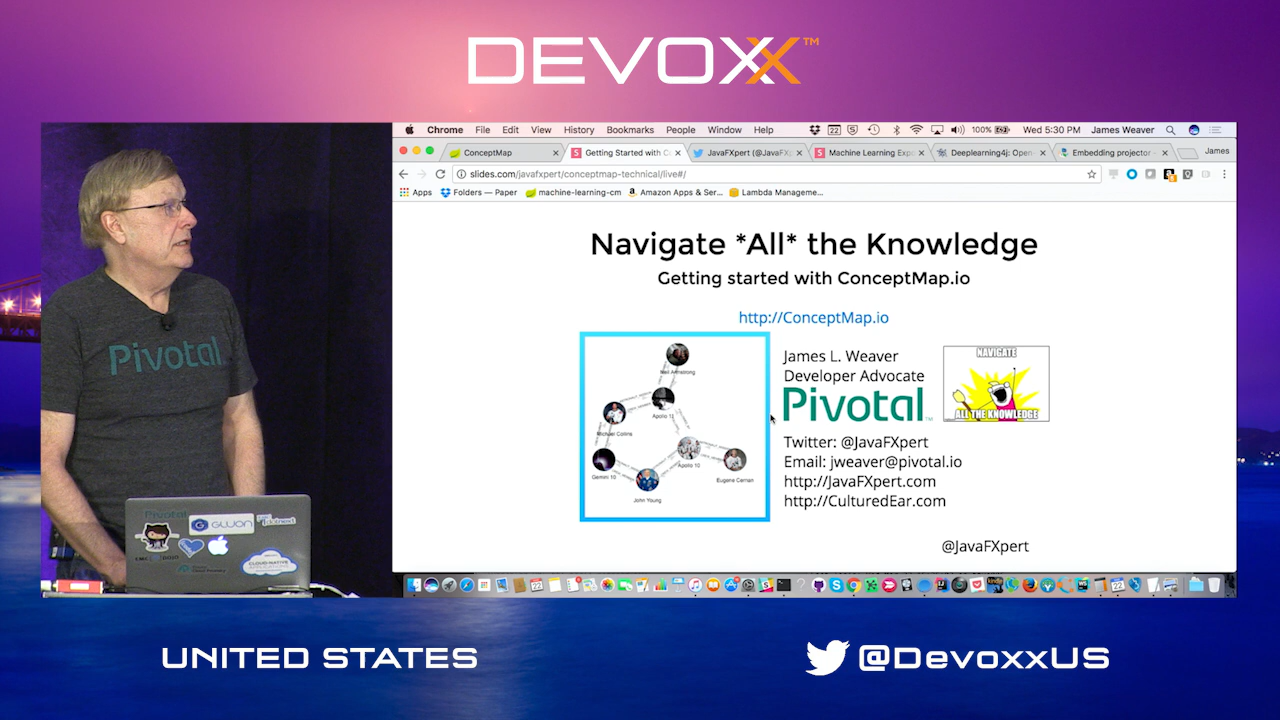 DEVOXX™
Chrome File Edit View History Bookmarks People Window Help
22
100%
Wed 5:30 PM James Weaver
ConceptMap
Getting Started with C
JavaFXpert (@JavaFX
Machine Learning Exp
Deeplearning4j: Open
Embedding projector -
James
slides.com/javafxpert/conceptmap-technical/live#/
Apps
Folders — Paper
machine-learning-cm
Amazon Apps & Ser...
Lambda Manageme...
Navigate *All* the Knowledge
Getting started with ConceptMap.io
http://ConceptMap.io
Neil Armstrong
Apollo 11
Michael Collins
Apollo 10
Gemini 10
Eugene Cernan
John Young
James L. Weaver
Developer Advocate
Pivotal™
NAVIGATE
ALL THE KNOWLEDGE
Twitter: @JavaFXpert
Email: jweaver@pivotal.io
http://JavaFXpert.com
http://CulturedEar.com
@JavaFXpert
Pivotal
Pivotal
GLUON
CLOUD-NATIVE
APPLICATIONS
UNITED STATES
@DevoxxUS